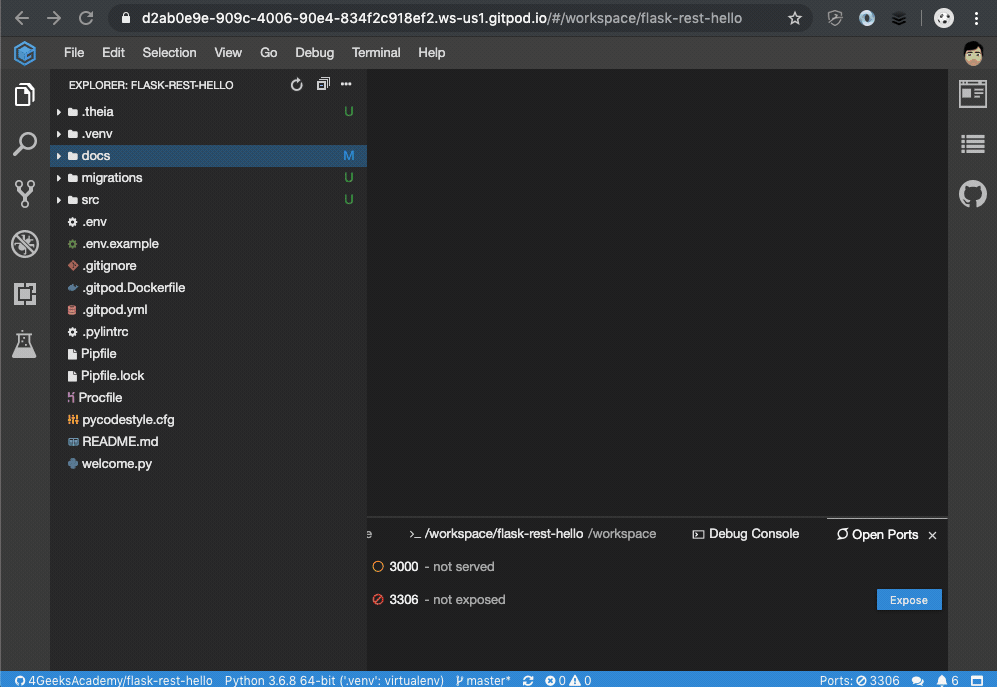 d2ab0e9e-909c-4006-90e4-834f2c918ef2.ws-us1.gitpod.io/#/workspace/flask-rest-hello
File Edit Selection View Go Debug Terminal Help
EXPLORER: FLASK-REST-HELLO
.theia U
.venv
docs M
migrations U
src U
.env
.env.example
.gitignore
.gitpod.Dockerfile
.gitpod.yml
.pylintrc
Pipfile
Pipfile.lock
Procfile
pycodestyle.cfg
README.md
welcome.py
e >_ /workspace/flask-rest-hello /workspace Debug Console Open Ports
3000 - not served
3306 - not exposed Expose
4GeeksAcademy/flask-rest-hello Python 3.6.8 64-bit ('.venv': virtualenv) master* 0 0 Ports: 3306 6